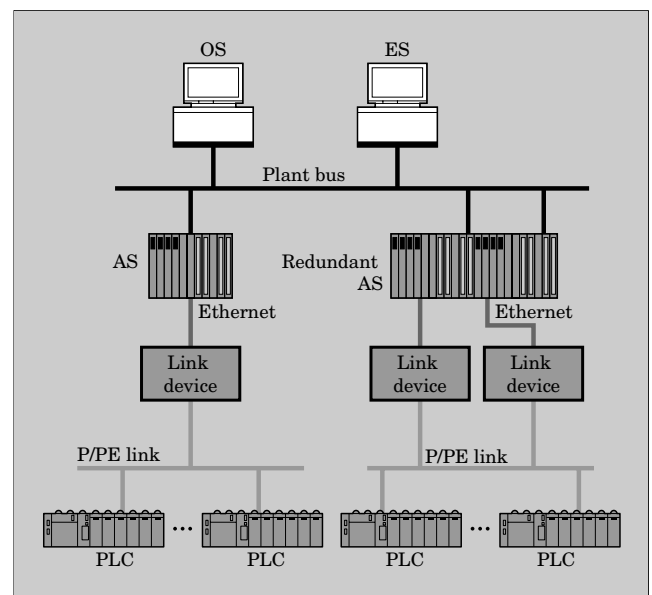 OS
ES
Plant bus
AS
Redundant
AS
Ethernet
Ethernet
Link
device
Link
device
Link
device
P/PE link
P/PE link
...
...
PLC
PLC
PLC
PLC